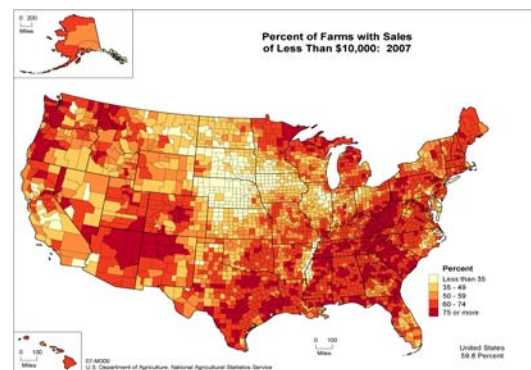 0 200
Miles
Percent of Farms with Sales
of Less Than $10,000: 2007
Percent
Less than 35
35 - 49
50 - 59
60 - 74
75 or more
0 100
Miles
0 100
Miles
United States
59.8 Percent
07-M009
U.S. Department of Agriculture, National Agricultural Statistics Service